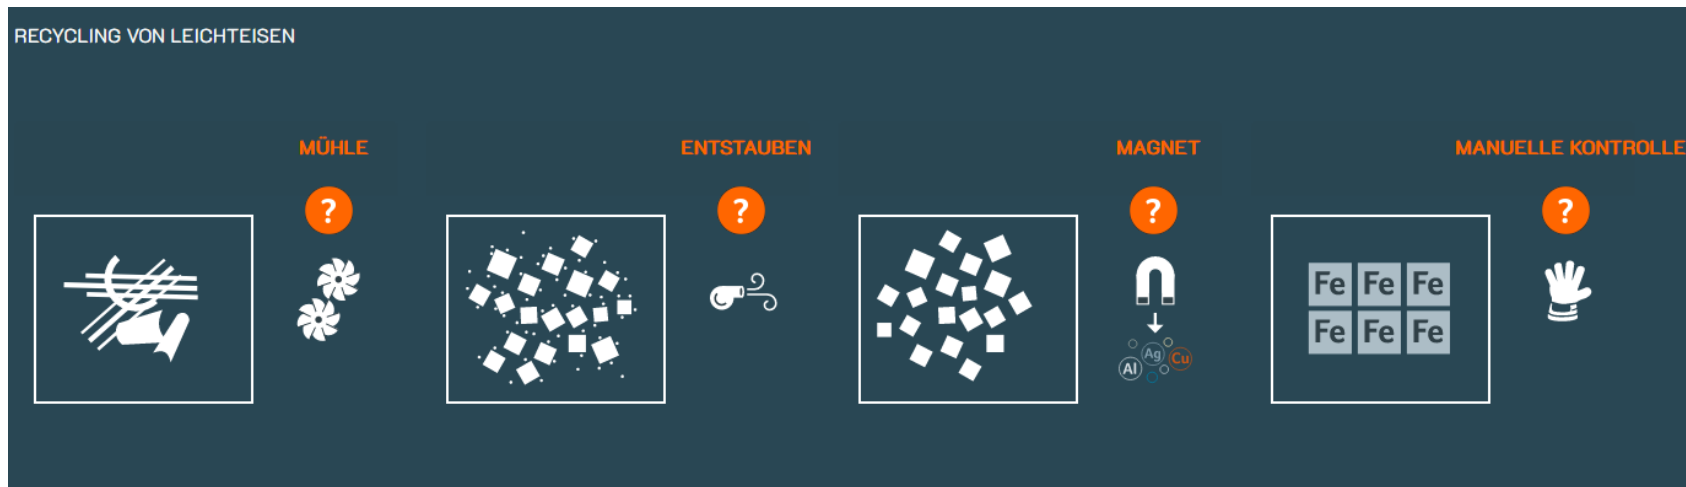 RECYCLING VON LEICHTEISEN
MÜHLE
ENTSTAUBEN
MAGNET
MANUELLE KONTROLLE
? ? ? ?
Fe Fe Fe
Fe Fe Fe
Al Ag Cu